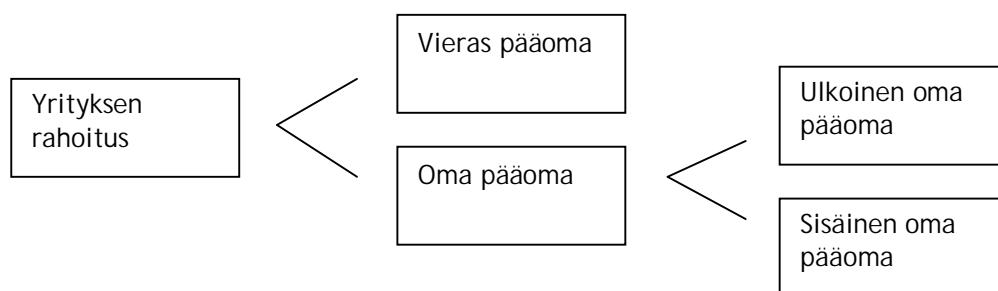 Yrityksen
rahoitus
Vieras pääoma
Oma pääoma
Ulkoinen oma
pääoma
Sisäinen oma
pääoma